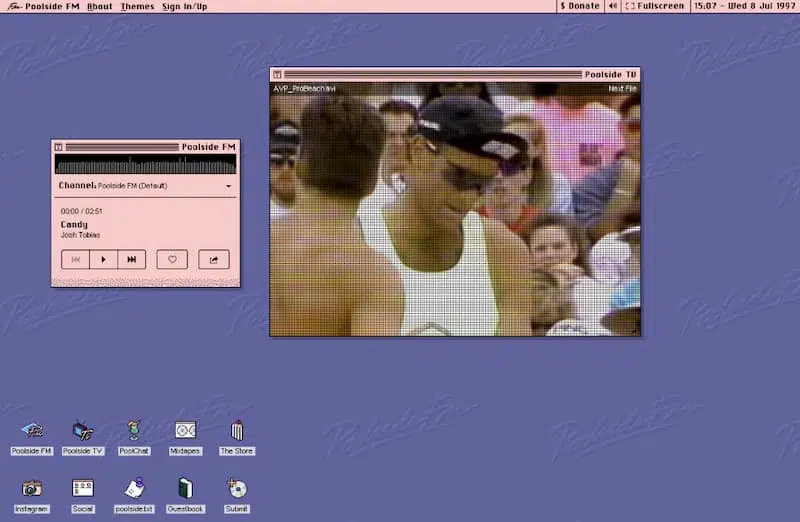 Poolside FM About Themes Sign In/Up $ Donate Fullscreen 15:07 - Wed 8 Jul 1997
Poolside TV
AVP_ProBeach.avi Next File
Poolside FM
Channel: Poolside FM (Default)
00:00 / 02:51
Candy
Josh Tobias
Poolside FM Poolside TV PoolChat Mixtapes The Store
Instagram Social poolside.txt Guestbook Submit